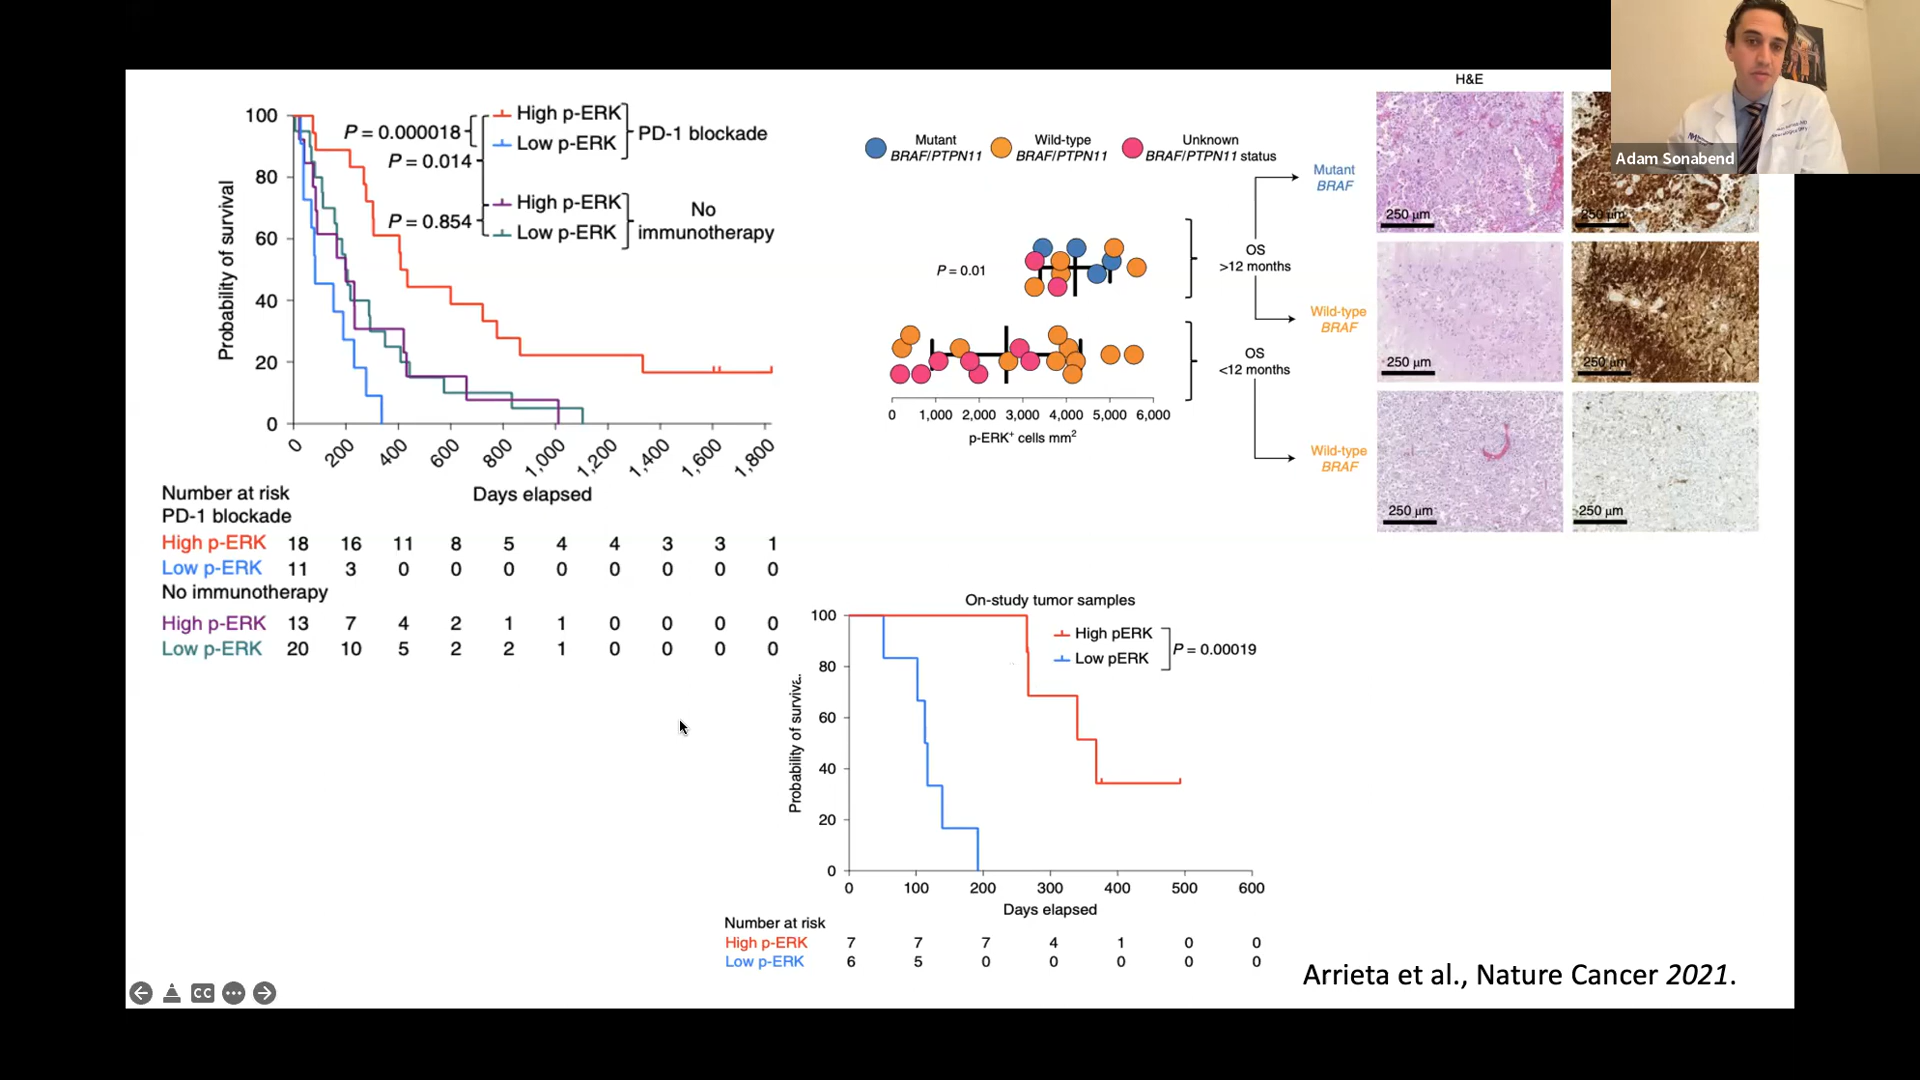 100
80
60
40
20
0
Probability of survival
P = 0.000018
P = 0.014
P = 0.854
High p-ERK
Low p-ERK
PD-1 blockade
High p-ERK
Low p-ERK
No
immunotherapy
0 200 400 600 800 1,000 1,200 1,400 1,600 1,800
Days elapsed
Number at risk
PD-1 blockade
High p-ERK 18 16 11 8 5 4 4 3 3 1
Low p-ERK 11 3 0 0 0 0 0 0 0 0
No immunotherapy
High p-ERK 13 7 4 2 1 1 0 0 0 0
Low p-ERK 20 10 5 2 2 1 0 0 0 0
Mutant
BRAF/PTPN11
Wild-type
BRAF/PTPN11
Unknown
BRAF/PTPN11 status
P = 0.01
0 1,000 2,000 3,000 4,000 5,000 6,000
p-ERK+ cells mm2
OS
>12 months
OS
<12 months
Mutant
BRAF
Wild-type
BRAF
Wild-type
BRAF
H&E
250 µm
250 µm
250 µm
250 µm
250 µm
250 µm
Adam Sonabend
On-study tumor samples
100
80
60
40
20
0
Probability of surviva
High pERK
Low pERK
P = 0.00019
0 100 200 300 400 500 600
Days elapsed
Number at risk
High p-ERK 7 7 7 4 1 0 0
Low p-ERK 6 5 0 0 0 0 0
Arrieta et al., Nature Cancer 2021.
CC